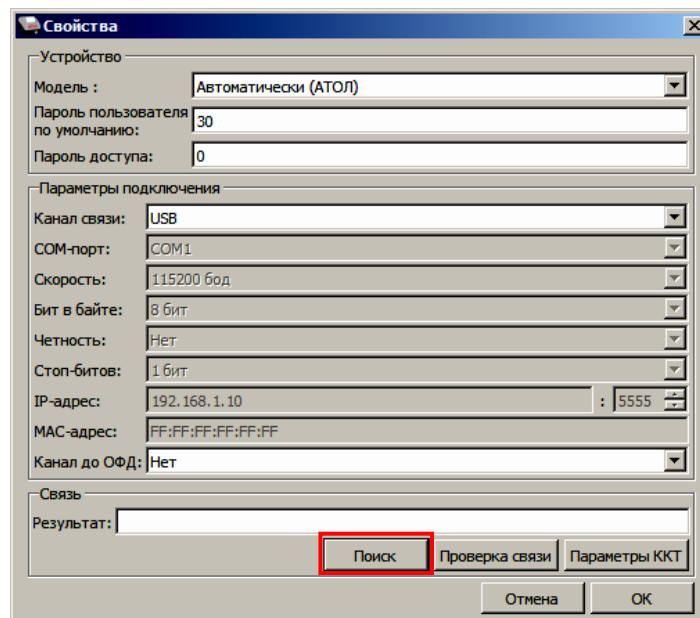 Свойства
Устройство
Модель : Автоматически (АТОЛ)
Пароль пользователя
по умолчанию: 30
Пароль доступа: 0
Параметры подключения
Канал связи: USB
COM-порт: COM1
Скорость: 115200 бод
Бит в байте: 8 бит
Четность: Нет
Стоп-битов: 1 бит
IP-адрес: 192.168.1.10 : 5555
MAC-адрес: FF:FF:FF:FF:FF:FF
Канал до ОФД: Нет
Связь
Результат:
Поиск Проверка связи Параметры ККТ
Отмена ОК